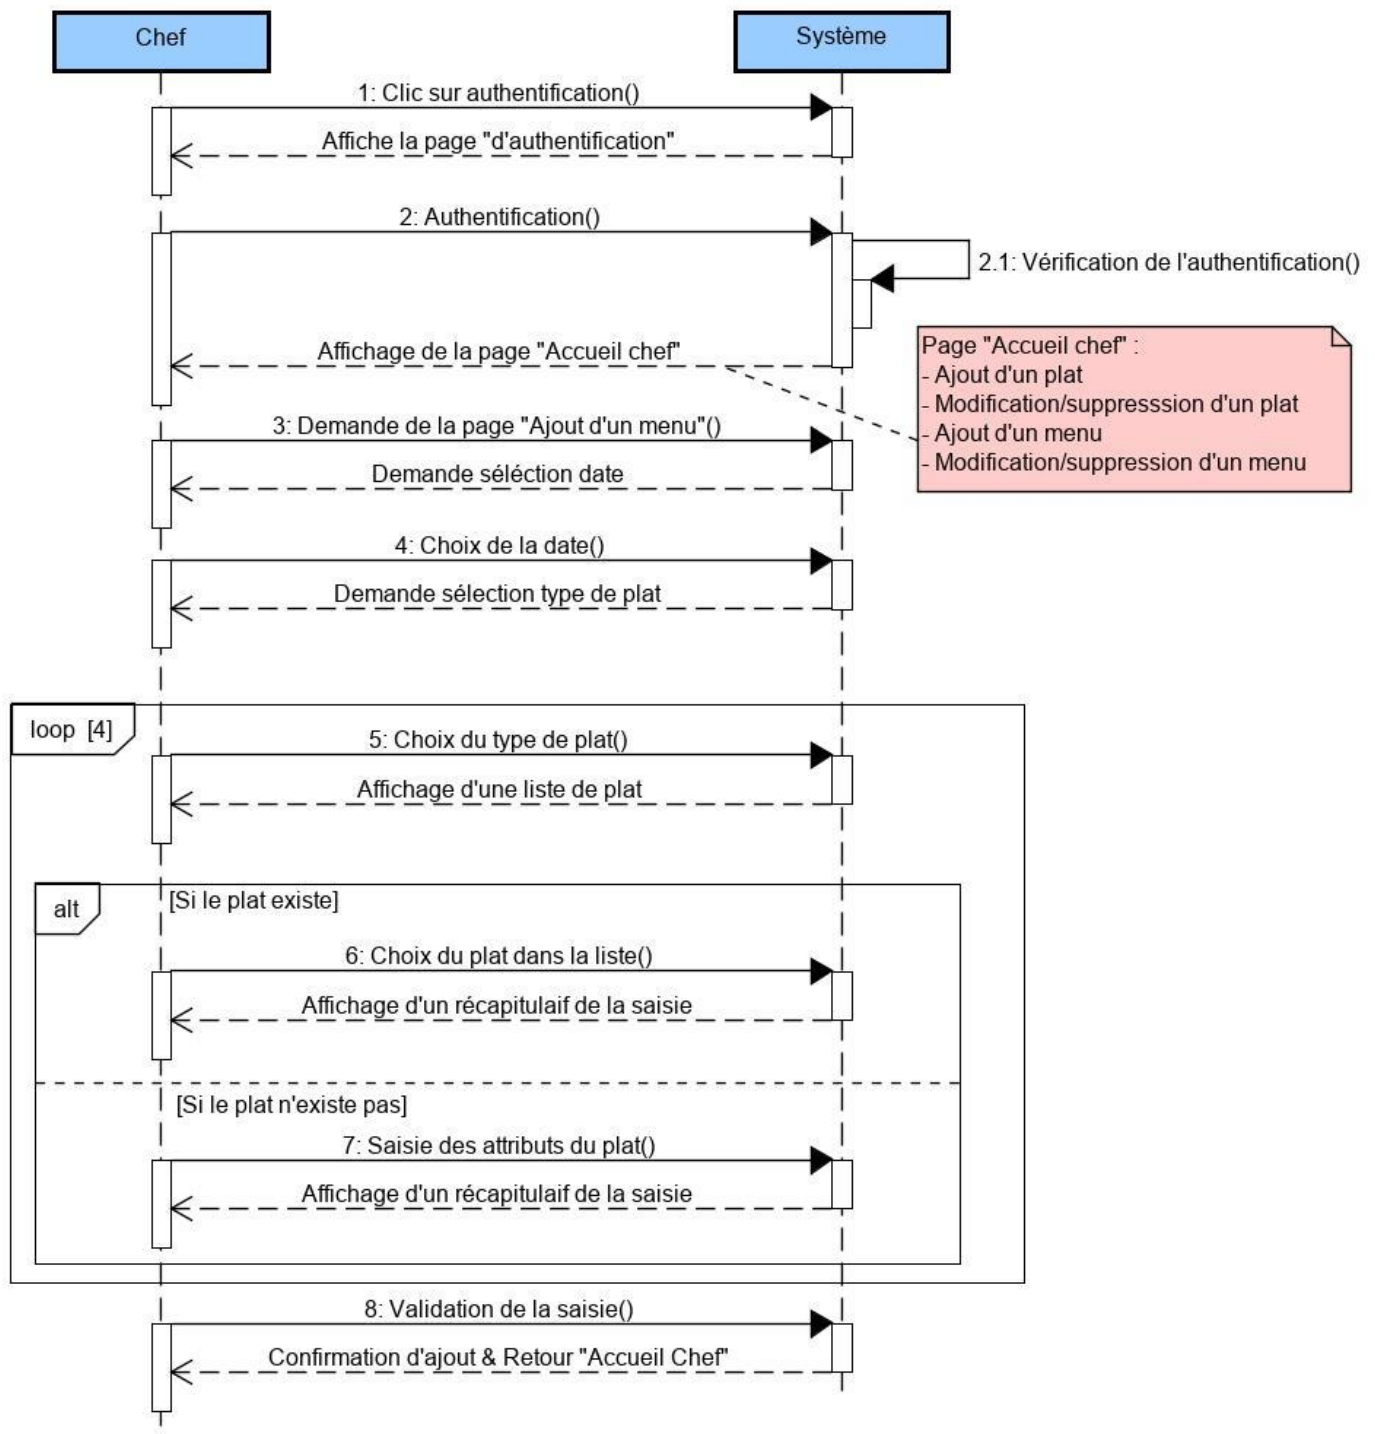 Chef
Système
1: Clic sur authentification()
Affiche la page "d'authentification"
2: Authentification()
2.1: Vérification de l'authentification()
Affichage de la page "Accueil chef"
Page "Accueil chef" :
- Ajout d'un plat
- Modification/suppresssion d'un plat
- Ajout d'un menu
- Modification/suppression d'un menu
3: Demande de la page "Ajout d'un menu"()
Demande séléction date
4: Choix de la date()
Demande sélection type de plat
loop [4]
5: Choix du type de plat()
Affichage d'une liste de plat
alt
[Si le plat existe]
6: Choix du plat dans la liste()
Affichage d'un récapitulaif de la saisie
[Si le plat n'existe pas]
7: Saisie des attributs du plat()
Affichage d'un récapitulaif de la saisie
8: Validation de la saisie()
Confirmation d'ajout & Retour "Accueil Chef"